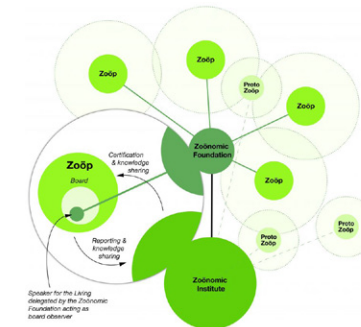 Zoöp
Zoöp
Proto
Zoöp
Zoöp
Zoönomic
Foundation
Certification
& knowledge
sharing
Zoöp
Board
Zoöp
Reporting &
knowledge
sharing
Proto
Zoöp
Proto
Zoöp
Zoönomic
Institute
Speaker for the Living
delegated by the Zoönomic
Foundation acting as
board observer